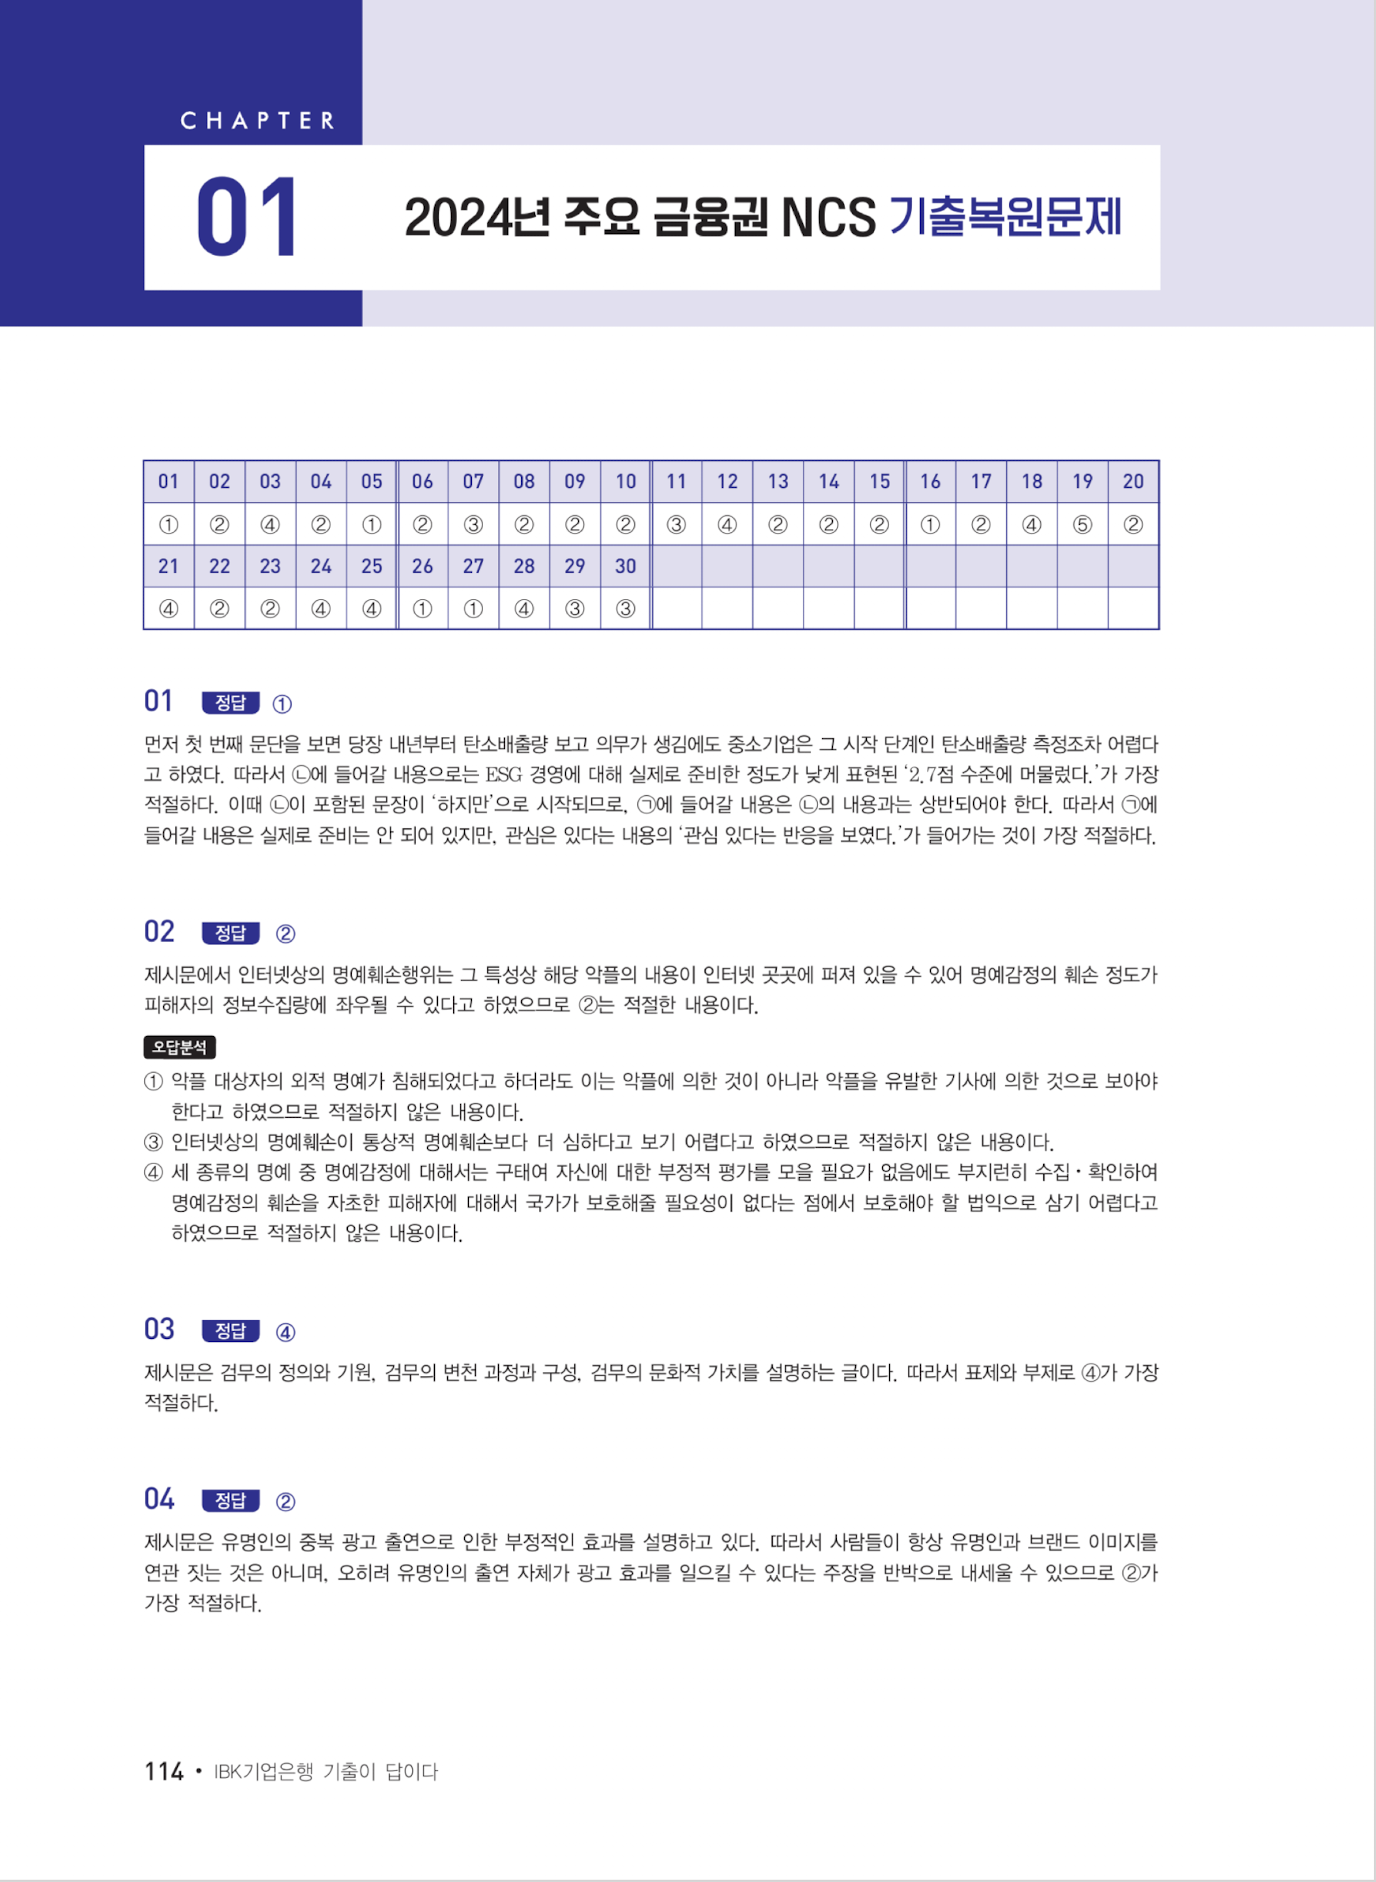 CHAPTER
01
2024년 주요 금융권 NCS 기출복원문제
01 02 03 04 05 06 07 08 09 10 11 12 13 14 15 16 17 18 19 20
① ② ④ ② ① ② ③ ② ② ② ③ ④ ② ② ② ① ② ④ ⑤ ②
21 22 23 24 25 26 27 28 29 30
④ ② ② ④ ④ ① ① ④ ③ ③
01 정답 ①
먼저 첫 번째 문단을 보면 당장 내년부터 탄소배출량 보고 의무가 생김에도 중소기업은 그 시작 단계인 탄소배출량 측정조차 어렵다
고 하였다. 따라서 ㉡에 들어갈 내용으로는 ESG 경영에 대해 실제로 준비한 정도가 낮게 표현된 ‘2.7점 수준에 머물렀다.’가 가장
적절하다. 이때 ㉡이 포함된 문장이 ‘하지만’으로 시작되므로, ㉠에 들어갈 내용은 ㉡의 내용과는 상반되어야 한다. 따라서 ㉠에
들어갈 내용은 실제로 준비는 안 되어 있지만, 관심은 있다는 내용의 ‘관심 있다는 반응을 보였다.’가 들어가는 것이 가장 적절하다.
02 정답 ②
제시문에서 인터넷상의 명예훼손행위는 그 특성상 해당 악플의 내용이 인터넷 곳곳에 퍼져 있을 수 있어 명예감정의 훼손 정도가
피해자의 정보수집량에 좌우될 수 있다고 하였으므로 ②는 적절한 내용이다.
오답분석
① 악플 대상자의 외적 명예가 침해되었다고 하더라도 이는 악플에 의한 것이 아니라 악플을 유발한 기사에 의한 것으로 보아야
한다고 하였으므로 적절하지 않은 내용이다.
③ 인터넷상의 명예훼손이 통상적 명예훼손보다 더 심하다고 보기 어렵다고 하였으므로 적절하지 않은 내용이다.
④ 세 종류의 명예 중 명예감정에 대해서는 구태여 자신에 대한 부정적 평가를 모을 필요가 없음에도 부지런히 수집・확인하여
명예감정의 훼손을 자초한 피해자에 대해서 국가가 보호해줄 필요성이 없다는 점에서 보호해야 할 법익으로 삼기 어렵다고
하였으므로 적절하지 않은 내용이다.
03 정답 ④
제시문은 검무의 정의와 기원, 검무의 변천 과정과 구성, 검무의 문화적 가치를 설명하는 글이다. 따라서 표제와 부제로 ④가 가장
적절하다.
04 정답 ②
제시문은 유명인의 중복 광고 출연으로 인한 부정적인 효과를 설명하고 있다. 따라서 사람들이 항상 유명인과 브랜드 이미지를
연관 짓는 것은 아니며, 오히려 유명인의 출연 자체가 광고 효과를 일으킬 수 있다는 주장을 반박으로 내세울 수 있으므로 ②가
가장 적절하다.
114 • IBK기업은행 기출이 답이다